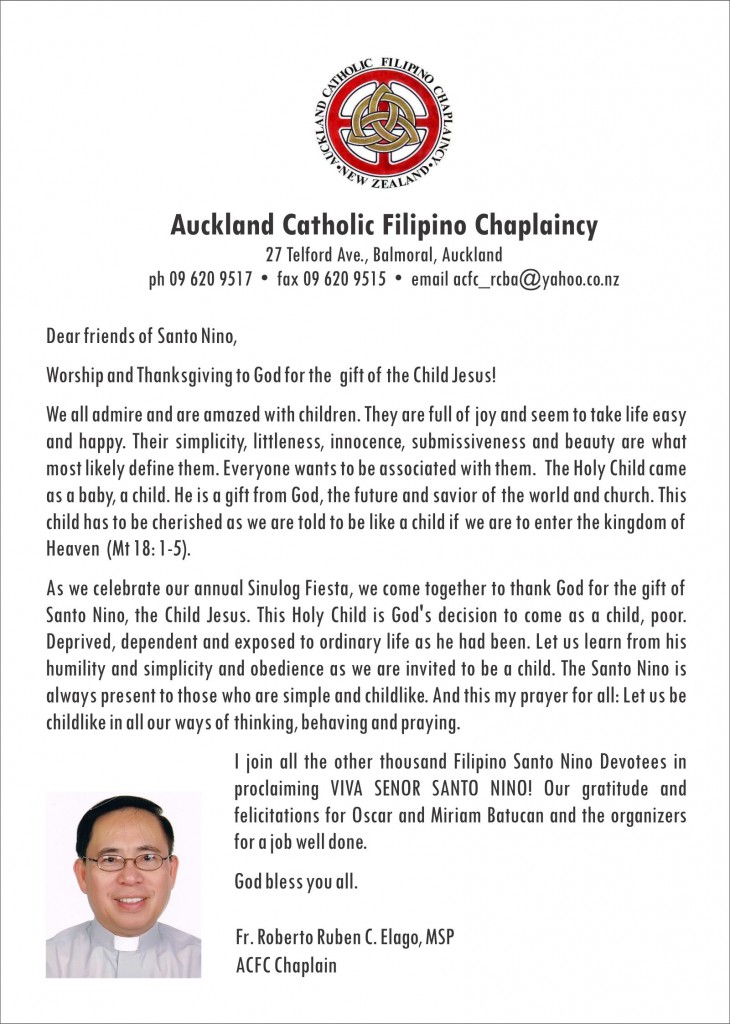 AUCKLAND CATHOLIC FILIPINO CHAPLAINCY
• NEW ZEALAND •
Auckland Catholic Filipino Chaplaincy
27 Telford Ave., Balmoral, Auckland
ph 09 620 9517 • fax 09 620 9515 • email acfc_rcba@yahoo.co.nz
Dear friends of Santo Nino,
Worship and Thanksgiving to God for the gift of the Child Jesus!
We all admire and are amazed with children. They are full of joy and seem to take life easy
and happy. Their simplicity, littleness, innocence, submissiveness and beauty are what
most likely define them. Everyone wants to be associated with them. The Holy Child came
as a baby, a child. He is a gift from God, the future and savior of the world and church. This
child has to be cherished as we are told to be like a child if we are to enter the kingdom of
Heaven (Mt 18: 1-5).
As we celebrate our annual Sinulog Fiesta, we come together to thank God for the gift of
Santo Nino, the Child Jesus. This Holy Child is God's decision to come as a child, poor.
Deprived, dependent and exposed to ordinary life as he had been. Let us learn from his
humility and simplicity and obedience as we are invited to be a child. The Santo Nino is
always present to those who are simple and childlike. And this my prayer for all: Let us be
childlike in all our ways of thinking, behaving and praying.
I join all the other thousand Filipino Santo Nino Devotees in
proclaiming VIVA SENOR SANTO NINO! Our gratitude and
felicitations for Oscar and Miriam Batucan and the organizers
for a job well done.
God bless you all.
Fr. Roberto Ruben C. Elago, MSP
ACFC Chaplain